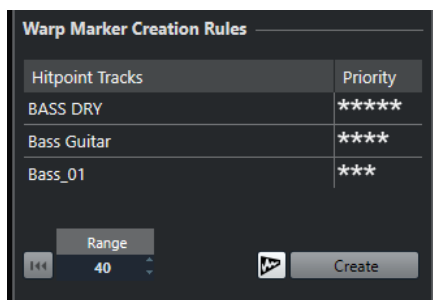 Warp Marker Creation Rules
Hitpoint Tracks Priority
BASS DRY *****
Bass Guitar ****
Bass_01 ***
Range
40 Create